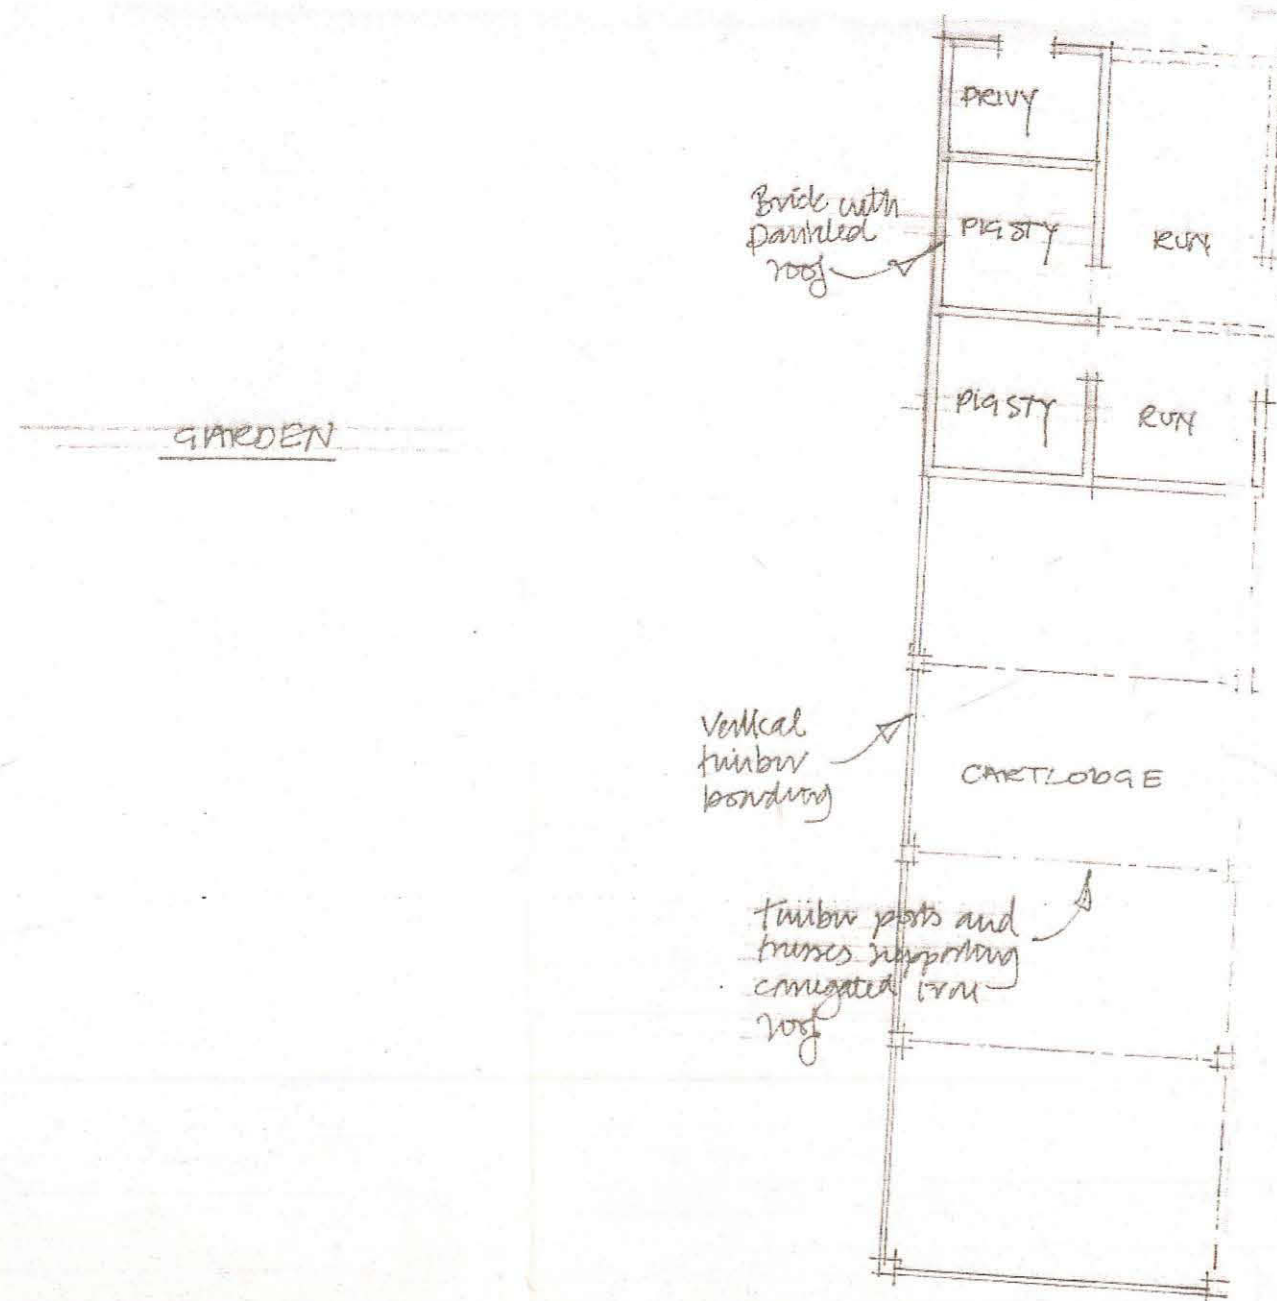 PRIVY
Brick with
Pantiled
roof
PIGSTY
RUN
GARDEN
PIGSTY
RUN
Vertical
timber
boarding
CARTLODGE
Timber posts and
trusses supporting
corrugated iron
roof